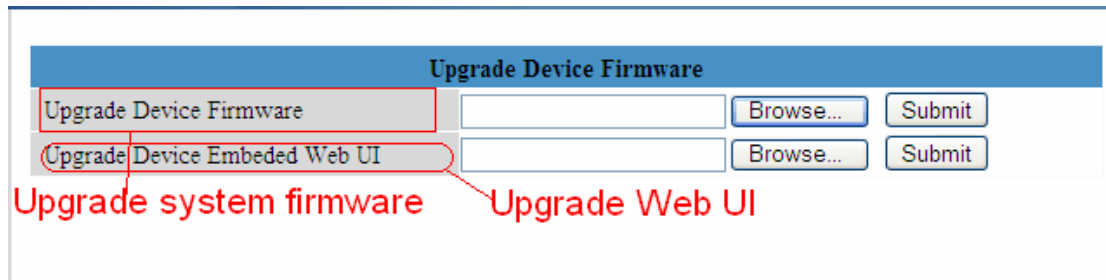 Upgrade Device Firmware
Upgrade Device Firmware Browse... Submit
Upgrade Device Embeded Web UI Browse... Submit
Upgrade system firmware Upgrade Web UI